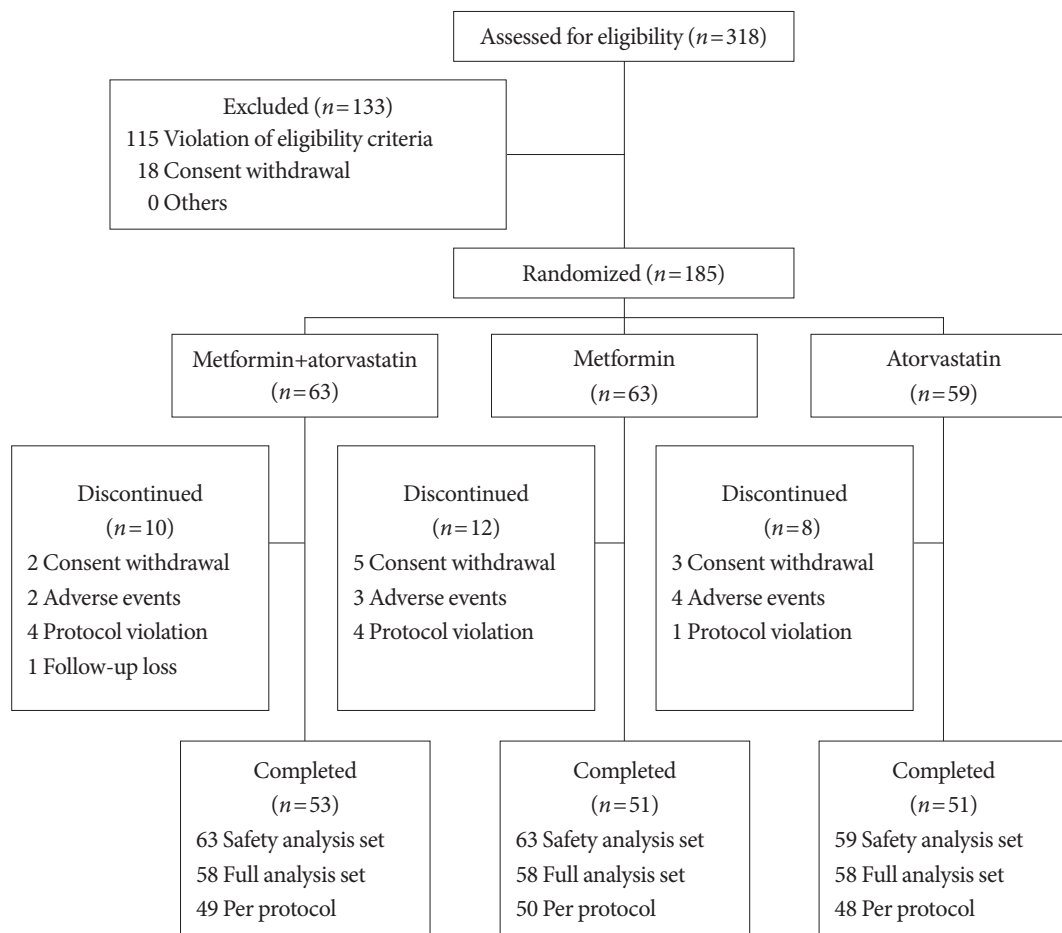 Assessed for eligibility (n=318)
Excluded (n=133)
115 Violation of eligibility criteria
18 Consent withdrawal
0 Others
Randomized (n=185)
Metformin+atorvastatin
(n=63)
Metformin
(n=63)
Atorvastatin
(n=59)
Discontinued
(n=10)
2 Consent withdrawal
2 Adverse events
4 Protocol violation
1 Follow-up loss
Discontinued
(n=12)
5 Consent withdrawal
3 Adverse events
4 Protocol violation
Discontinued
(n=8)
3 Consent withdrawal
4 Adverse events
1 Protocol violation
Completed
(n=53)
63 Safety analysis set
58 Full analysis set
49 Per protocol
Completed
(n=51)
63 Safety analysis set
58 Full analysis set
50 Per protocol
Completed
(n=51)
59 Safety analysis set
58 Full analysis set
48 Per protocol